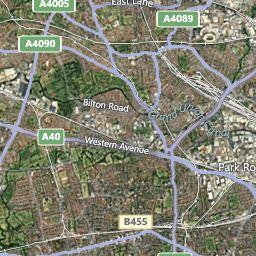 A4005
East Lane
A4089
A4090
Bilton Road
Grand Union Canal
A40
Western Avenue
Park Ro
B455